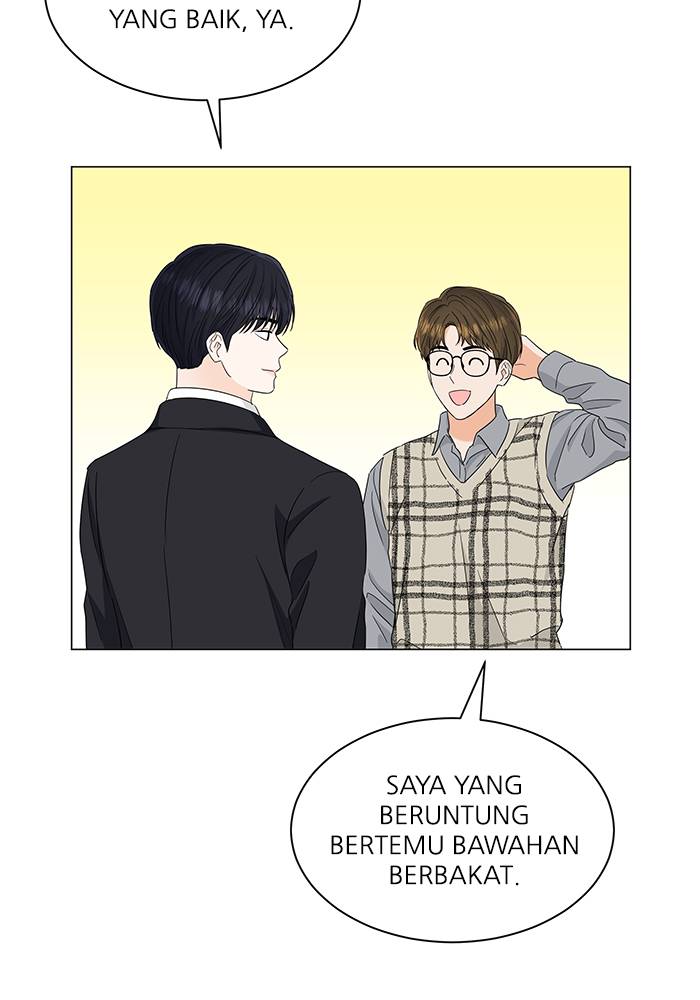 YANG BAIK, YA.
SAYA YANG
BERUNTUNG
BERTEMU BAWAHAN
BERBAKAT.